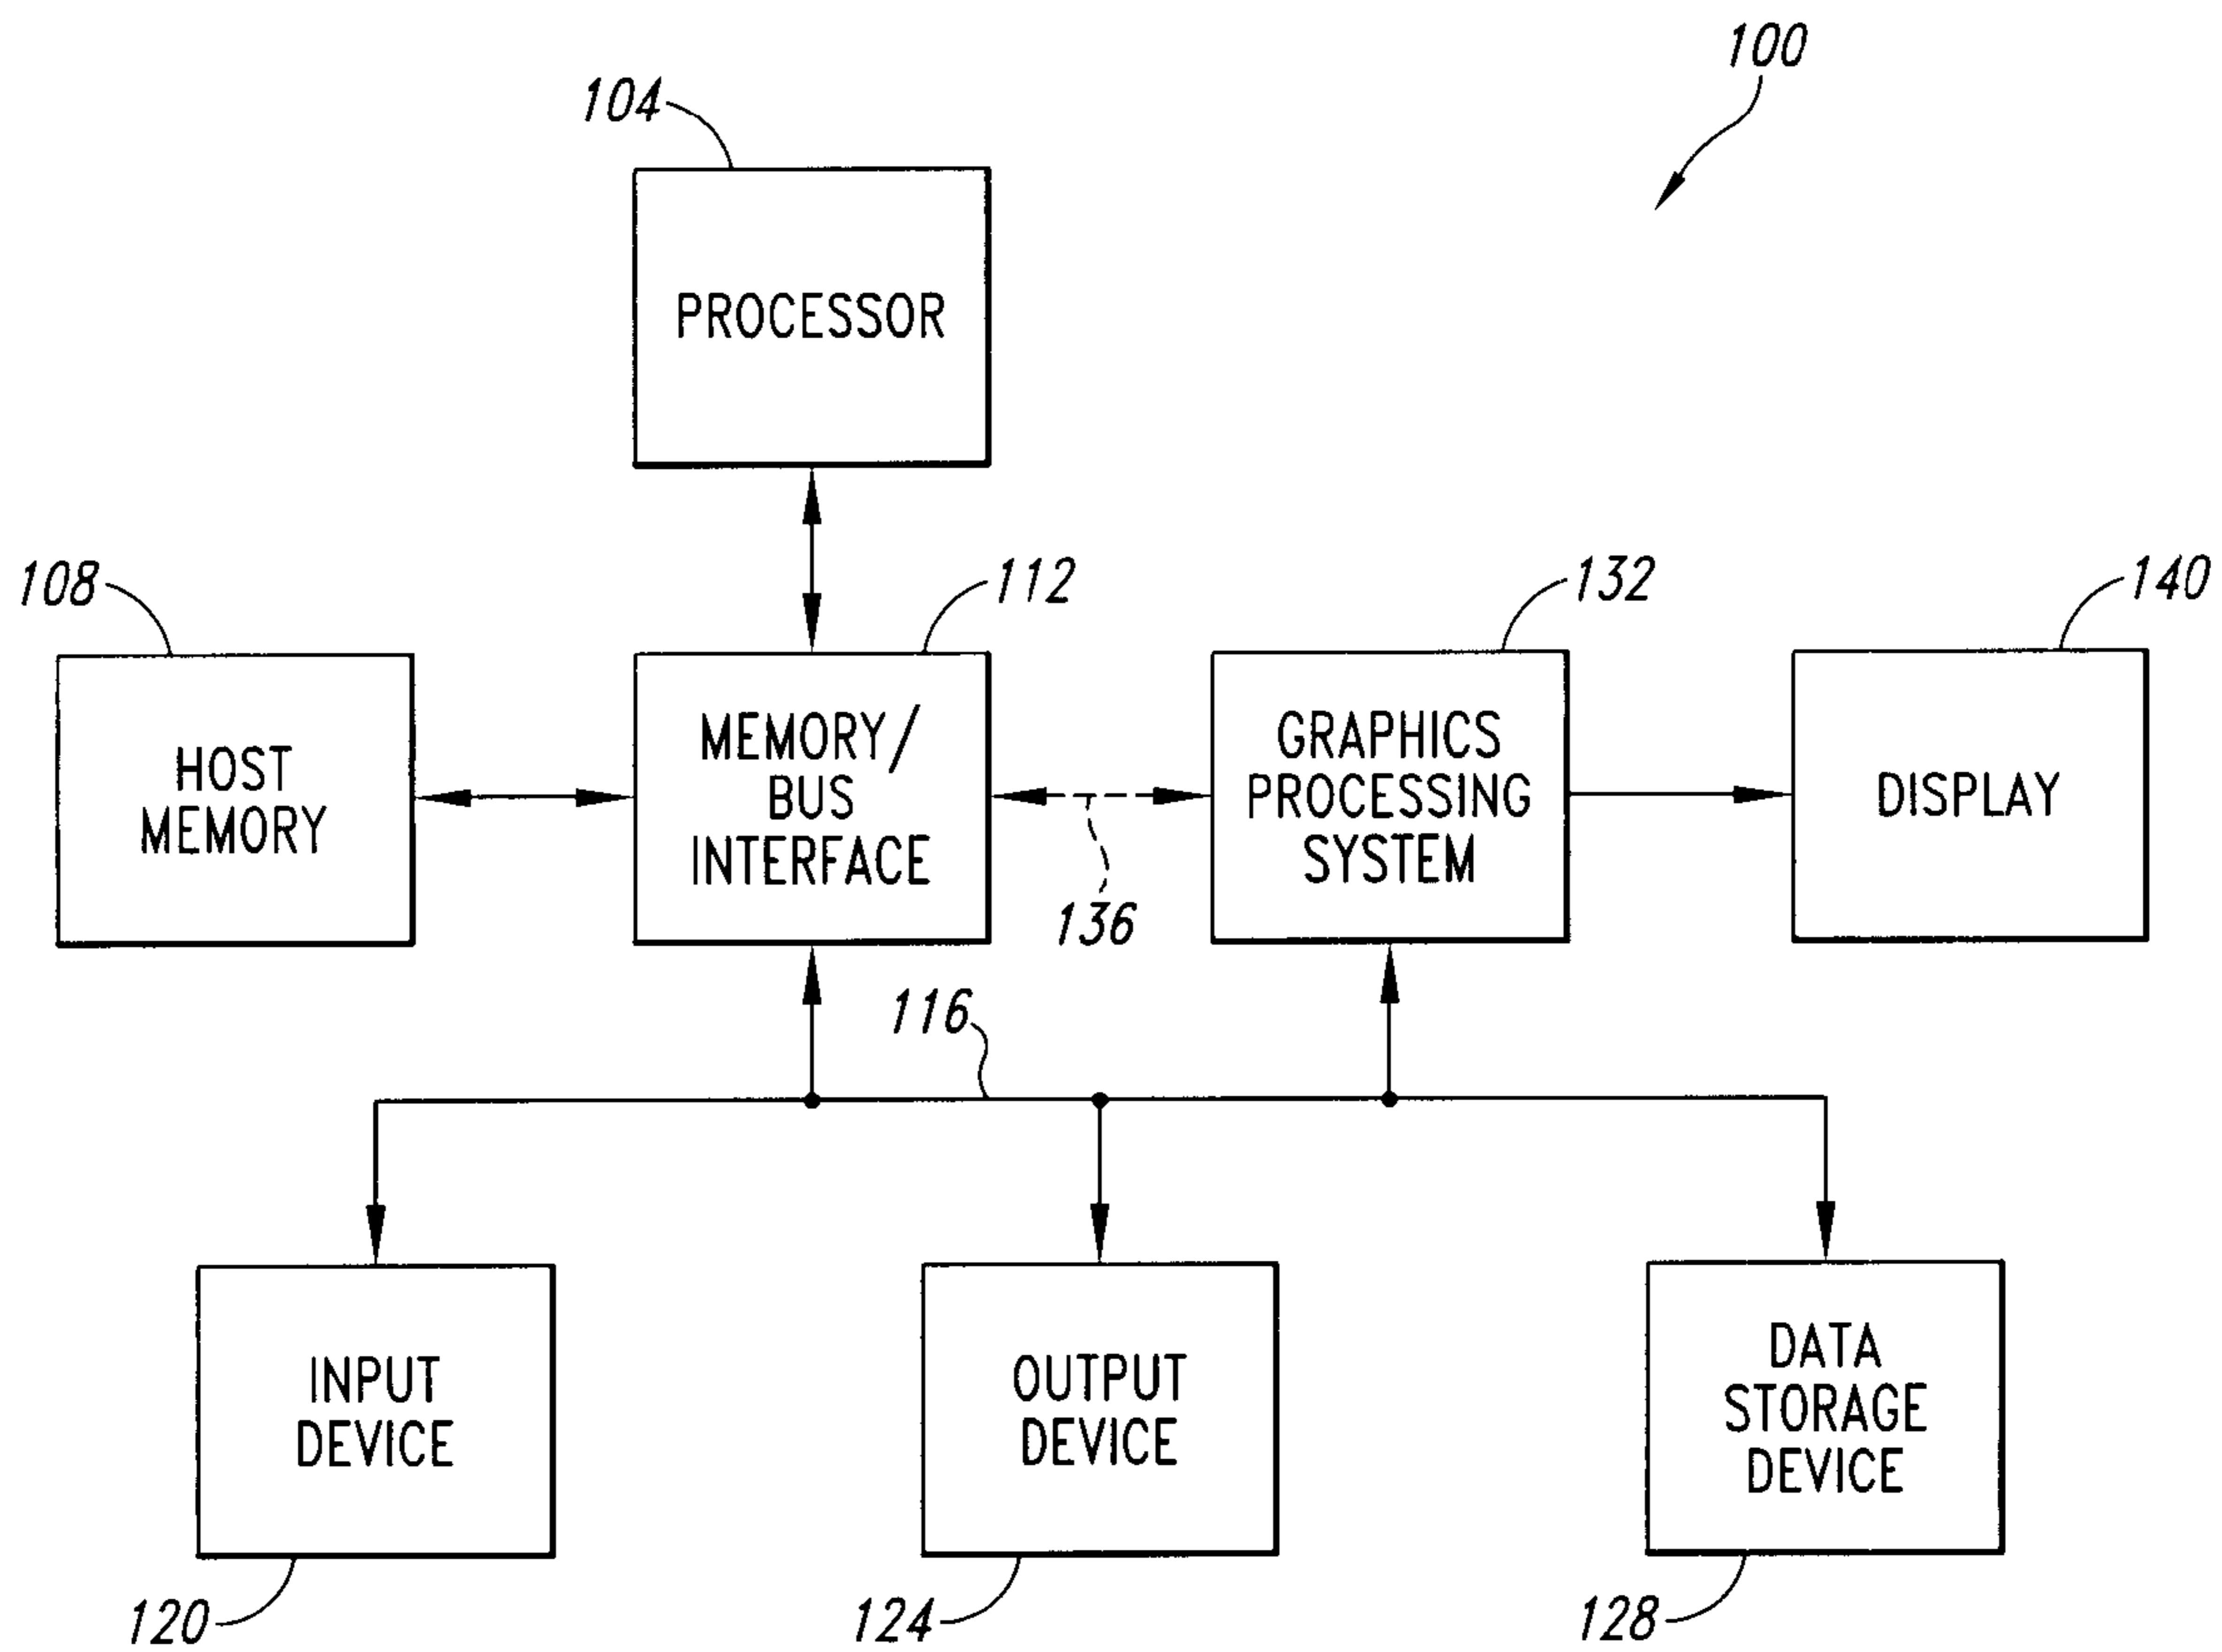 100
104
PROCESSOR
108
112
132
140
HOST
MEMORY
MEMORY/
BUS
INTERFACE
GRAPHICS
PROCESSING
SYSTEM
DISPLAY
136
116
INPUT
DEVICE
OUTPUT
DEVICE
DATA
STORAGE
DEVICE
120
124
128